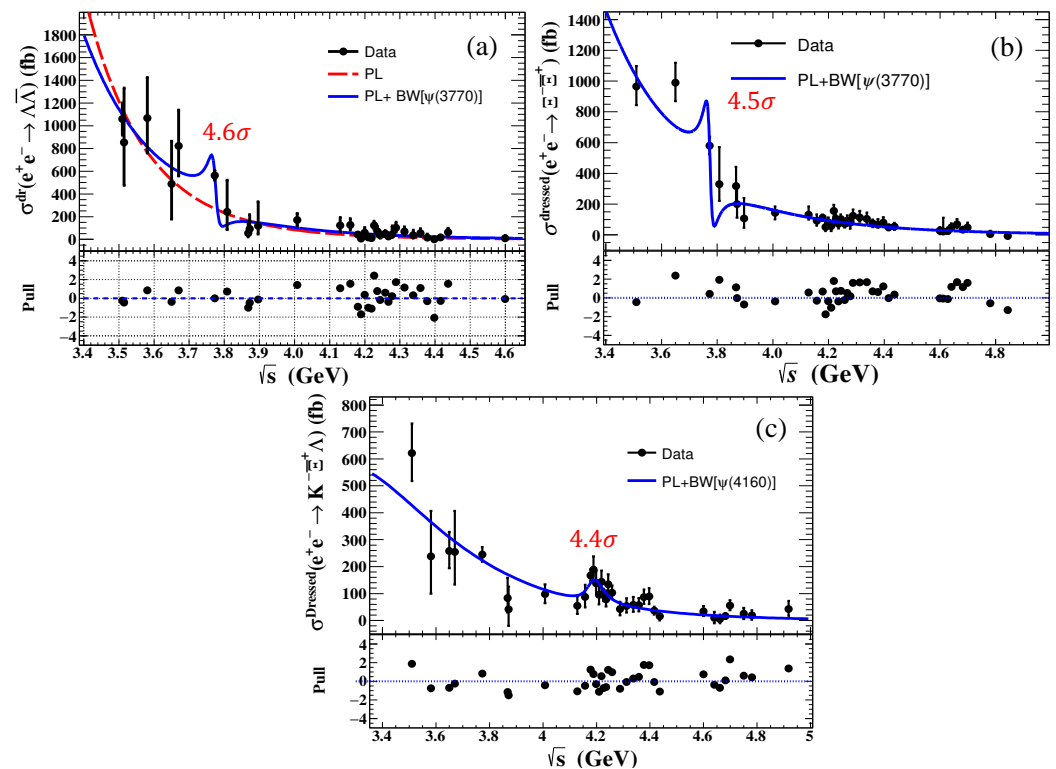 (a)
σᵈʳ(e⁺e⁻ → ΛΛ̅) (fb)
1800
1600
1400
1200
1000
800
600
400
200
0
Data
PL
PL+ BW[ψ(3770)]
4.6σ
Pull
4
2
0
−2
−4
3.4 3.5 3.6 3.7 3.8 3.9 4.0 4.1 4.2 4.3 4.4 4.5 4.6
√s (GeV)
(b)
σᵈʳᵉˢˢᵉᵈ(e⁺e⁻ → Ξ⁻Ξ̅⁺) (fb)
1400
1200
1000
800
600
400
200
0
Data
PL+BW[ψ(3770)]
4.5σ
Pull
4
2
0
−2
−4
3.4 3.6 3.8 4.0 4.2 4.4 4.6 4.8
√s (GeV)
(c)
σᴰʳᵉˢˢᵉᵈ(e⁺e⁻ → K⁻Ξ̅⁺Λ) (fb)
800
700
600
500
400
300
200
100
0
Data
PL+BW[ψ(4160)]
4.4σ
Pull
4
2
0
−2
−4
3.4 3.6 3.8 4 4.2 4.4 4.6 4.8 5
√s (GeV)